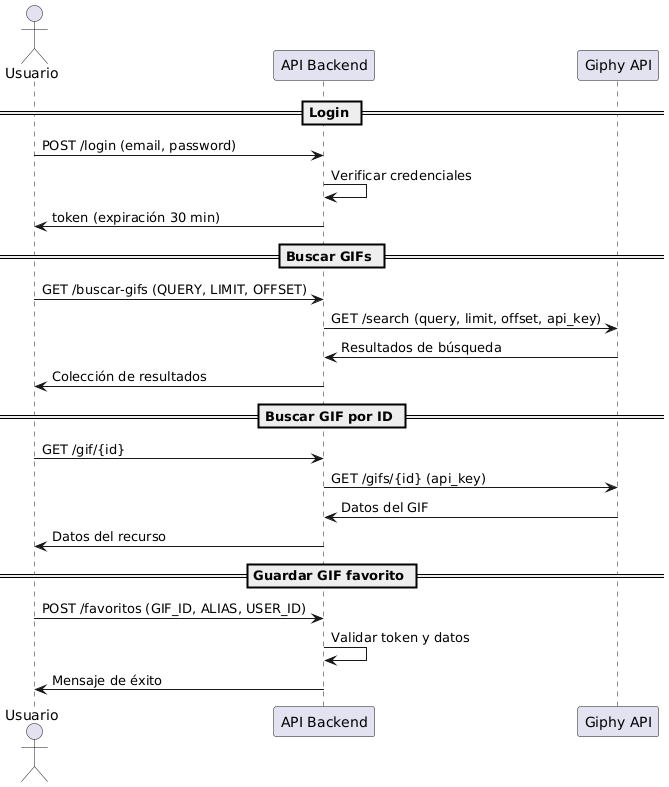 Usuario
API Backend
Giphy API
Login
POST /login (email, password)
Verificar credenciales
token (expiración 30 min)
Buscar GIFs
GET /buscar-gifs (QUERY, LIMIT, OFFSET)
GET /search (query, limit, offset, api_key)
Resultados de búsqueda
Colección de resultados
Buscar GIF por ID
GET /gif/{id}
GET /gifs/{id} (api_key)
Datos del GIF
Datos del recurso
Guardar GIF favorito
POST /favoritos (GIF_ID, ALIAS, USER_ID)
Validar token y datos
Mensaje de éxito
Usuario
API Backend
Giphy API